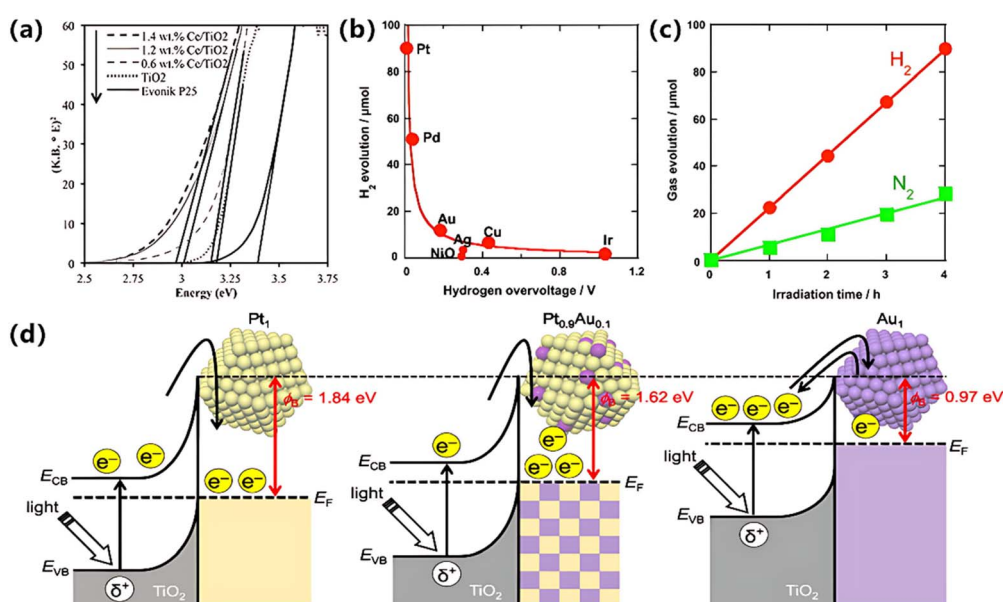 (a)
60
50
40
30
20
10
0
(K.B. * E)²
1.4 wt.% Ce/TiO2
1.2 wt.% Ce/TiO2
0.6 wt.% Ce/TiO2
TiO2
Evonik P25
2.5 2.75 3 3.25 3.5 3.75
Energy (eV)
(b)
100
80
60
40
20
0
H₂ evolution / μmol
Pt
Pd
Au
Ag
NiO
Cu
Ir
0 0.4 0.8 1.2
Hydrogen overvoltage / V
(c)
100
80
60
40
20
0
Gas evolution / μmol
H₂
N₂
0 1 2 3 4
Irradiation time / h
(d)
Pt₁
ϕB = 1.84 eV
e⁻ e⁻
e⁻ e⁻
ECB
EF
light
EVB
δ⁺
TiO₂
Pt₀.₉Au₀.₁
ϕB = 1.62 eV
e⁻
e⁻
e⁻ e⁻
ECB
EF
light
EVB
δ⁺
TiO₂
Au₁
ϕB = 0.97 eV
e⁻ e⁻ e⁻
e⁻
ECB
EF
light
EVB
δ⁺
TiO₂